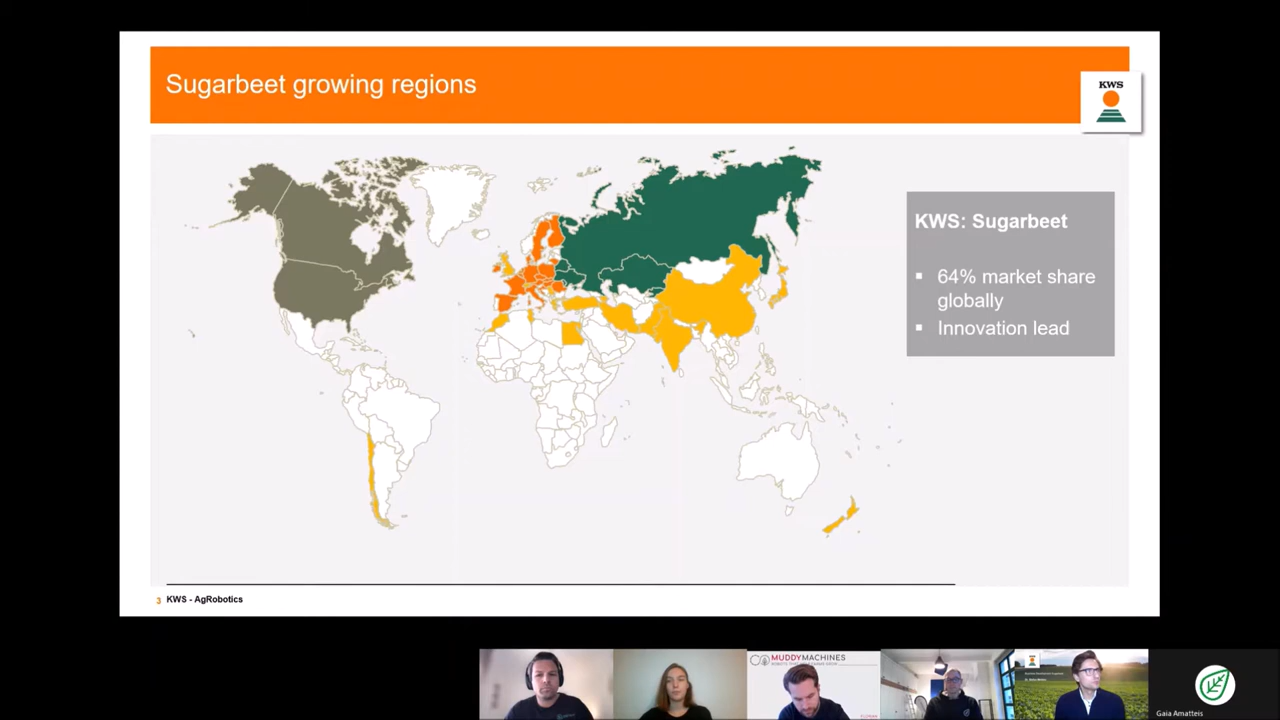 Sugarbeet growing regions
KWS
KWS: Sugarbeet
64% market share
globally
Innovation lead
3 KWS - AgRobotics
MUDDYMACHINES
Gaia Amatteis